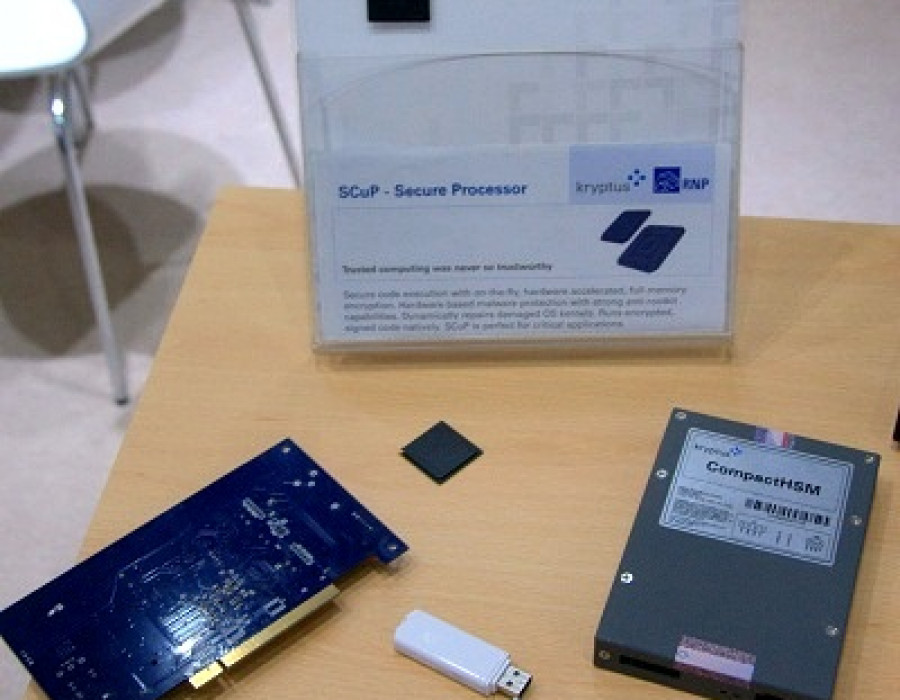 SCuP - Secure Processor
kryptus
RNP
Trusted computing was never so trustworthy
Secure code execution with on-the-fly, hardware accelerated, full memory
encryption. Hardware based malware protection with strong anti-rootkit
capabilities. Dynamically repairs damaged OS kernels. Runs encrypted,
signed code natively. SCuP is perfect for critical applications.
kryptus
CompactHSM